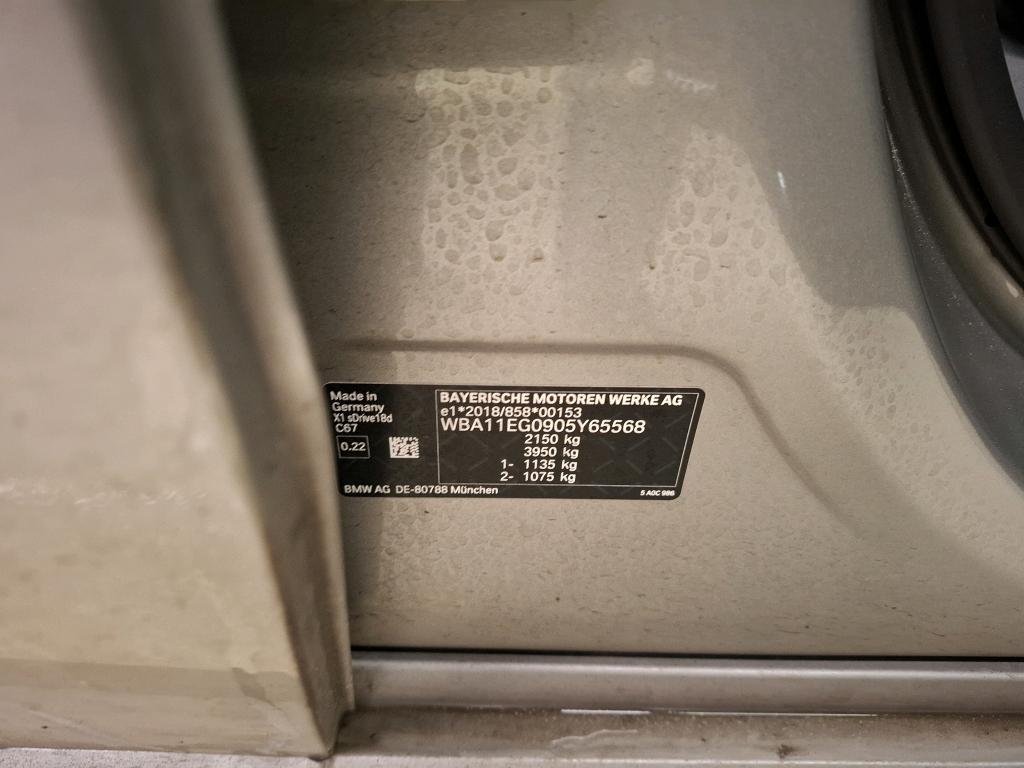 Made in
Germany
X1 sDrive18d
C67
0.22
BAYERISCHE MOTOREN WERKE AG
e1*2018/858*00153
WBA11EG0905Y65568
2150 kg
3950 kg
1- 1135 kg
2- 1075 kg
BMW AG DE-80788 München
5 A0C 986